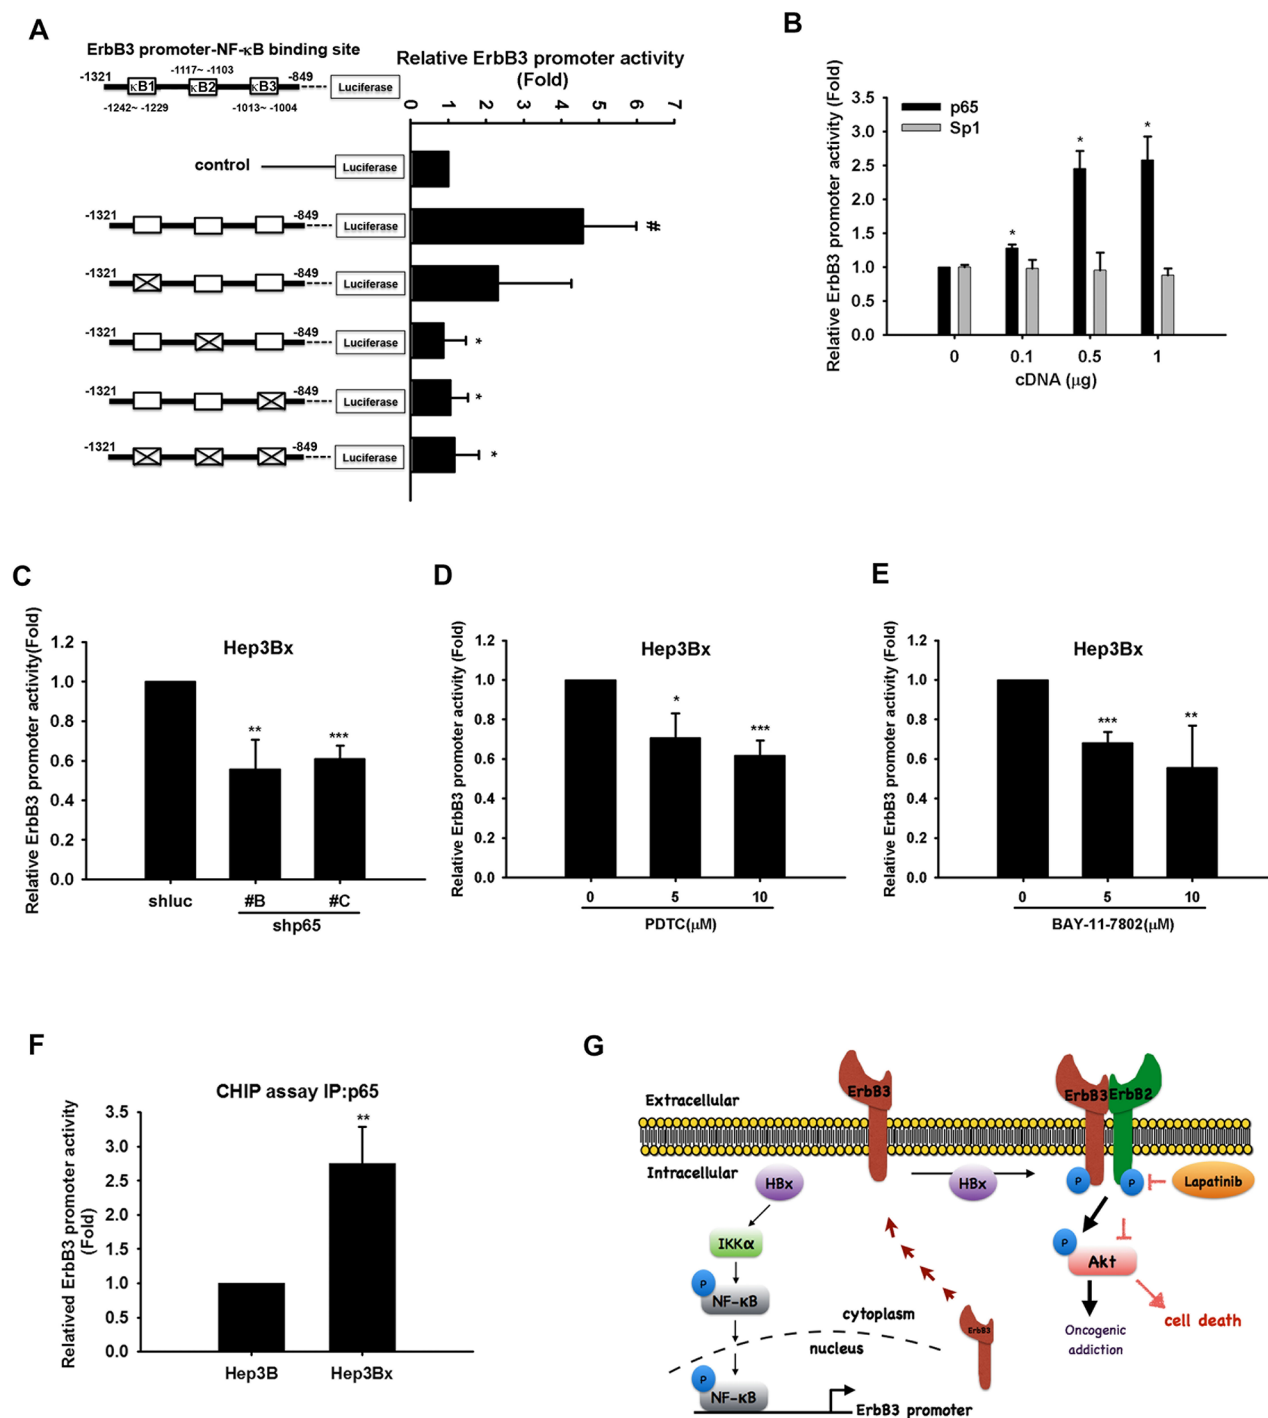 A
ErbB3 promoter-NF-κB binding site
-1321
κB1
-1117~ -1103
κB2
κB3
-849
Luciferase
-1242~ -1229
-1013~ -1004
Relative ErbB3 promoter activity
(Fold)
0 1 2 3 4 5 6 7
control
Luciferase
-1321 -849
Luciferase
#
-1321 -849
Luciferase
-1321 -849
Luciferase
*
-1321 -849
Luciferase
*
-1321 -849
Luciferase
*
B
Relative ErbB3 promoter activity (Fold)
3.5
3.0
2.5
2.0
1.5
1.0
0.5
0.0
p65
Sp1
*
*
*
0 0.1 0.5 1
cDNA (μg)
C
Relative ErbB3 promoter activity(Fold)
Hep3Bx
1.2
1.0
0.8
0.6
0.4
0.2
0.0
**
***
shluc #B #C
shp65
D
Relative ErbB3 promoter activity (Fold)
Hep3Bx
1.2
1.0
0.8
0.6
0.4
0.2
0.0
*
***
0 5 10
PDTC(μM)
E
Relative ErbB3 promoter activity (Fold)
Hep3Bx
1.2
1.0
0.8
0.6
0.4
0.2
0.0
***
**
0 5 10
BAY-11-7802(μM)
F
CHIP assay IP:p65
Relatived ErbB3 promoter activity
(Fold)
3.5
3.0
2.5
2.0
1.5
1.0
0.5
0.0
**
Hep3B Hep3Bx
G
Extracellular
Intracellular
ErbB3
ErbB3
ErbB2
HBx
HBx
P
P
Lapatinib
IKKα
P
NF-κB
P
Akt
cell death
Oncogenic
addiction
cytoplasm
nucleus
ErbB3
P
NF-κB
ErbB3 promoter